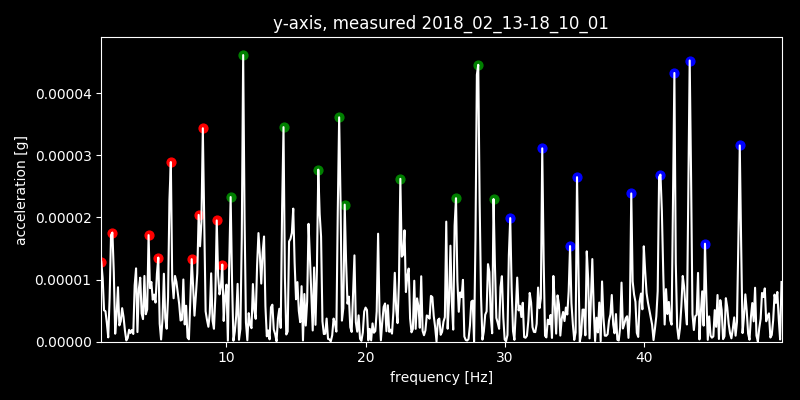 y-axis, measured 2018_02_13-18_10_01
acceleration [g]
0.00004
0.00003
0.00002
0.00001
0.00000
10 20 30 40
frequency [Hz]